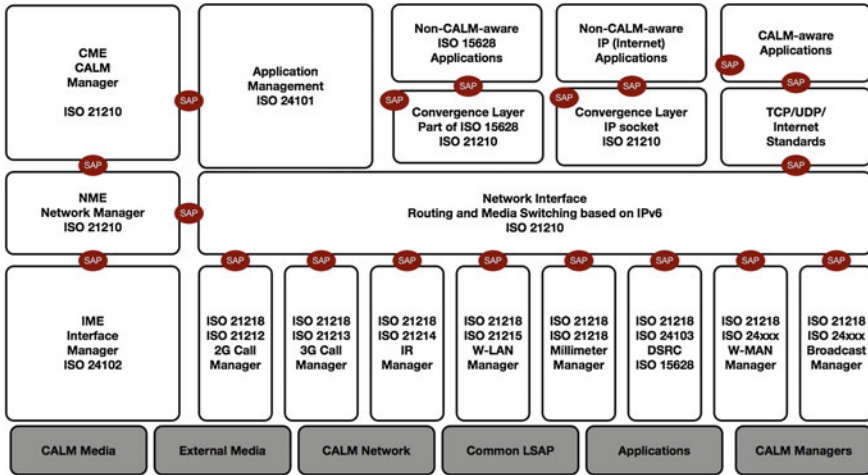 CME
CALM
Manager
ISO 21210
SAP
Application
Management
ISO 24101
Non-CALM-aware
ISO 15628
Applications
SAP
SAP
Convergence Layer
Part of ISO 15628
ISO 21210
Non-CALM-aware
IP (Internet)
Applications
SAP
SAP
Convergence Layer
IP socket
ISO 21210
SAP
CALM-aware
Applications
SAP
TCP/UDP/
Internet
Standards
SAP
SAP
NME
Network Manager
ISO 21210
SAP
Network Interface
Routing and Media Switching based on IPv6
ISO 21210
SAP
SAP
SAP
SAP
SAP
SAP
SAP
SAP
SAP
IME
Interface
Manager
ISO 24102
ISO 21218
ISO 21212
2G Call
Manager
ISO 21218
ISO 21213
3G Call
Manager
ISO 21218
ISO 21214
IR
Manager
ISO 21218
ISO 21215
W-LAN
Manager
ISO 21218
ISO 21218
Millimeter
Manager
ISO 21218
ISO 24103
DSRC
ISO 15628
ISO 21218
ISO 24xxx
W-MAN
Manager
ISO 21218
ISO 24xxx
Broadcast
Manager
CALM Media
External Media
CALM Network
Common LSAP
Applications
CALM Managers